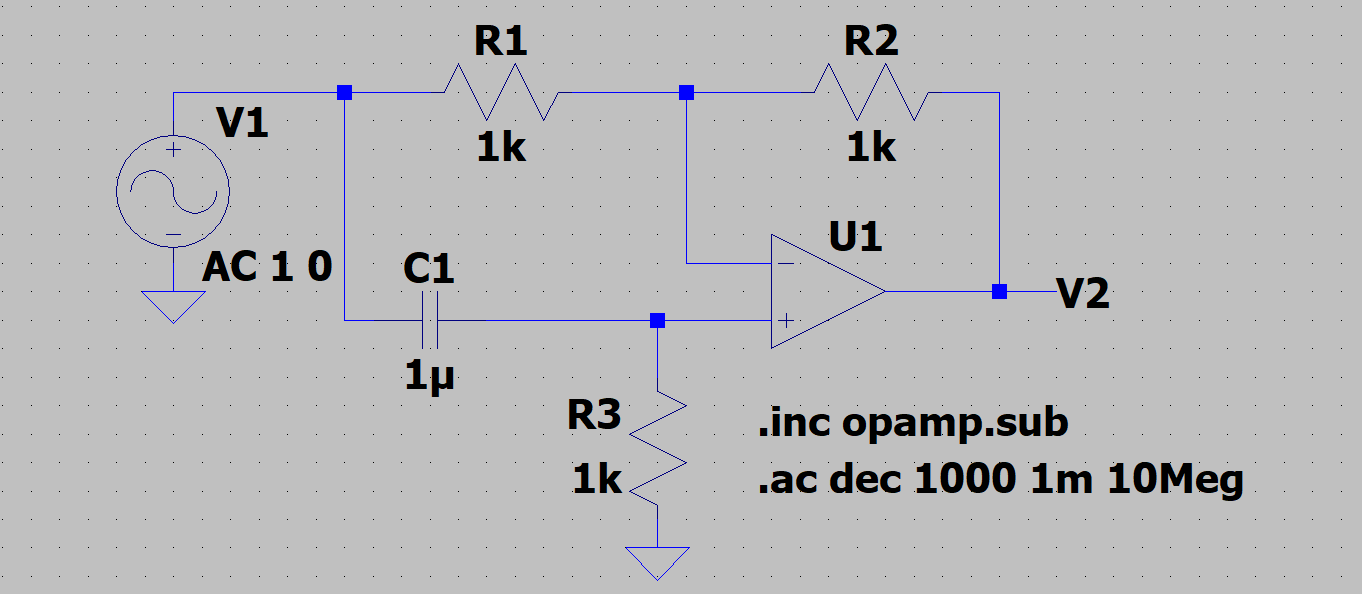 R1
R2
V1
1k
1k
U1
AC 1 0
C1
V2
1µ
R3
.inc opamp.sub
1k
.ac dec 1000 1m 10Meg